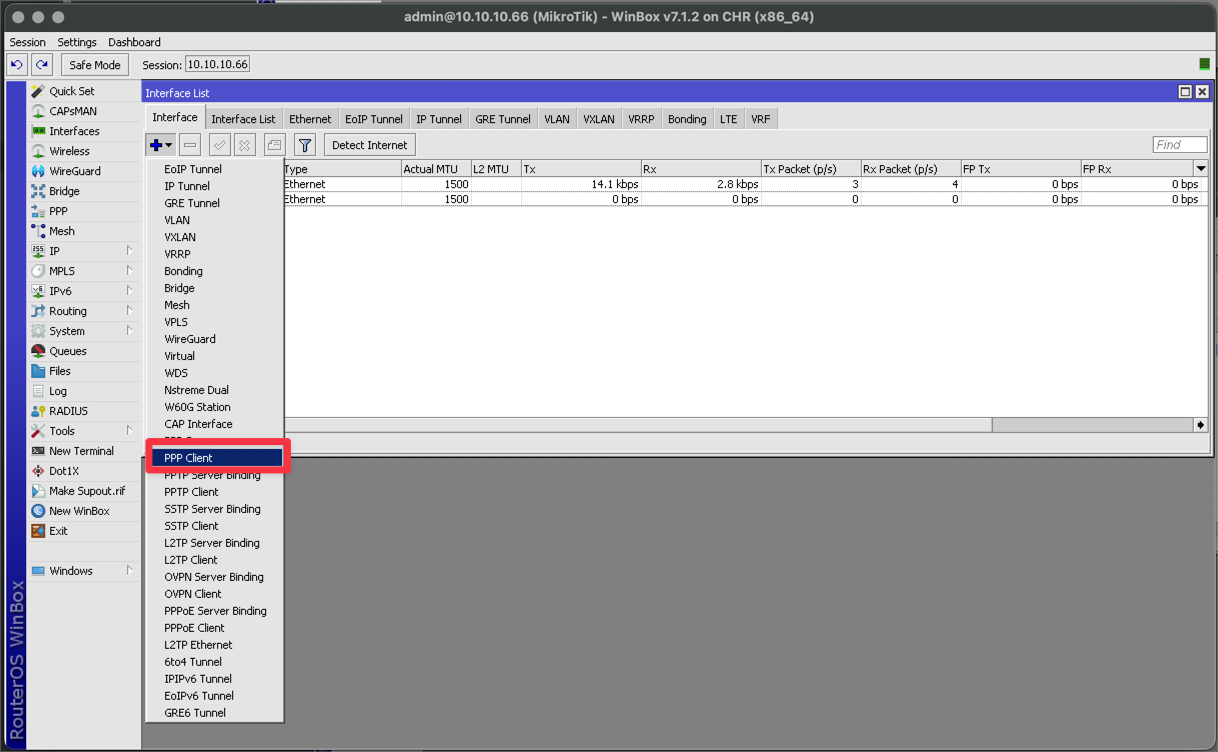 admin@10.10.10.66 (MikroTik) - WinBox v7.1.2 on CHR (x86_64)
Session Settings Dashboard
Safe Mode Session: 10.10.10.66
Quick Set
CAPsMAN
Interfaces
Wireless
WireGuard
Bridge
PPP
Mesh
IP
MPLS
IPv6
Routing
System
Queues
Files
Log
RADIUS
Tools
New Terminal
Dot1X
Make Supout.rif
New WinBox
Exit
Windows
RouterOS WinBox
Interface List
Interface Interface List Ethernet EoIP Tunnel IP Tunnel GRE Tunnel VLAN VXLAN VRRP Bonding LTE VRF
Detect Internet Find
Type Actual MTU L2 MTU Tx Rx Tx Packet (p/s) Rx Packet (p/s) FP Tx FP Rx
Ethernet 1500 14.1 kbps 2.8 kbps 3 4 0 bps 0 bps
Ethernet 1500 0 bps 0 bps 0 0 0 bps 0 bps
EoIP Tunnel
IP Tunnel
GRE Tunnel
VLAN
VXLAN
VRRP
Bonding
Bridge
Mesh
VPLS
WireGuard
Virtual
WDS
Nstreme Dual
W60G Station
CAP Interface
PPP Client
PPTP Server Binding
PPTP Client
SSTP Server Binding
SSTP Client
L2TP Server Binding
L2TP Client
OVPN Server Binding
OVPN Client
PPPoE Server Binding
PPPoE Client
L2TP Ethernet
6to4 Tunnel
IPIPv6 Tunnel
EoIPv6 Tunnel
GRE6 Tunnel